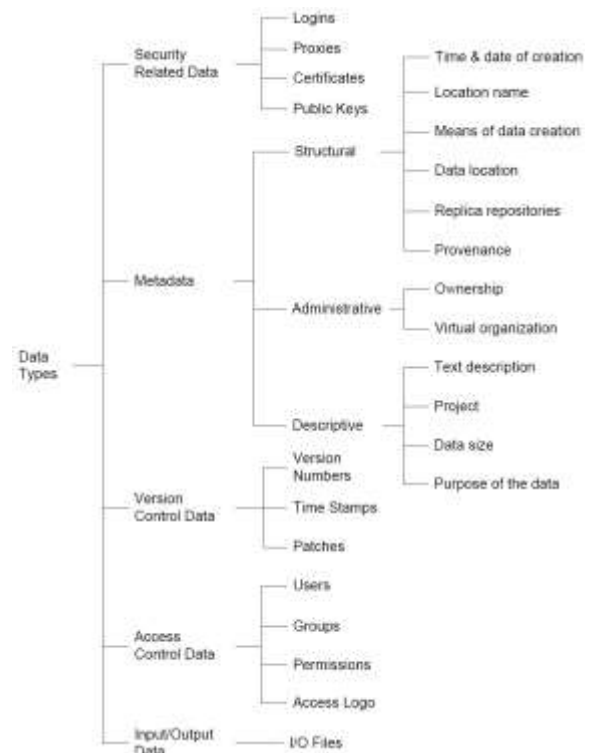 Data
Types
Security
Related Data
Logins
Proxies
Certificates
Public Keys
Metadada
Structural
Time & date of creation
Location name
Means of data creation
Data location
Replica repositories
Provenance
Administrative
Ownership
Virtual organization
Descriptive
Text description
Project
Data size
Purpose of the data
Version
Control Data
Version
Numbers
Time Stamps
Patches
Access
Control Data
Users
Groups
Permissions
Access Logo
Input/Output
Data
I/O Files